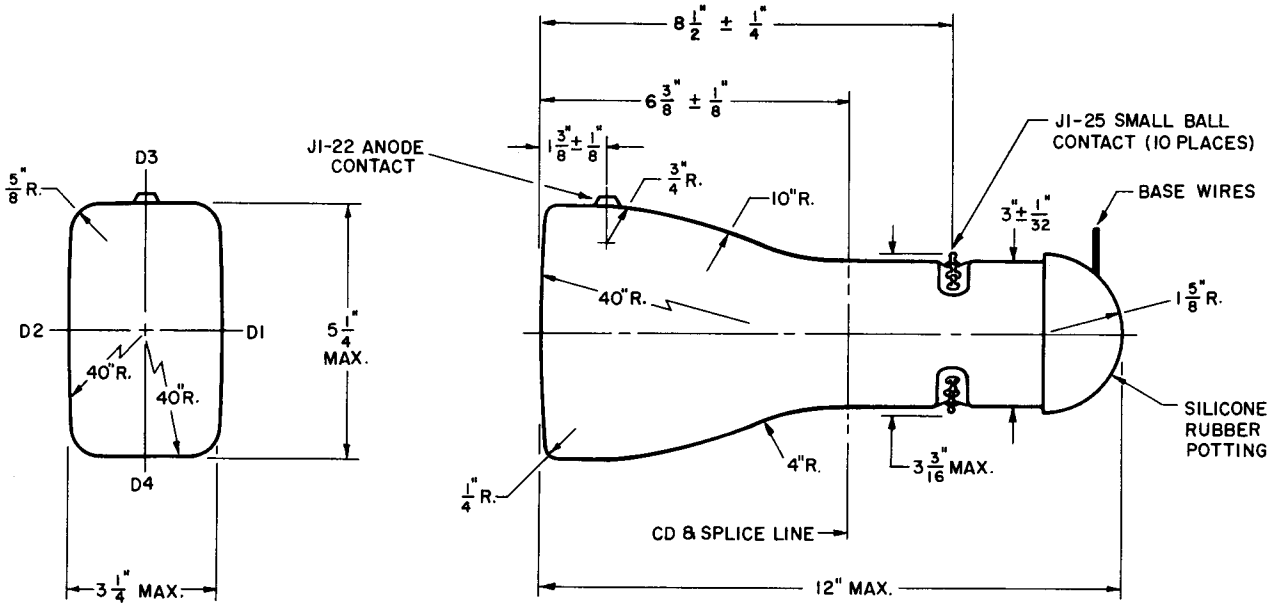 8 1/2" ± 1/4"
6 3/8" ± 1/8"
1 3/8" ± 1/8"
J1-22 ANODE
CONTACT
D3
5/8 R.
3/4" R.
10" R.
J1-25 SMALL BALL
CONTACT (10 PLACES)
BASE WIRES
3" ± 1/32"
40" R.
1 5/8" R.
D2
D1
5 1/4"
MAX.
40" R.
40" R.
D4
1/4" R.
4" R.
3 3/16" MAX.
SILICONE
RUBBER
POTTING
CD & SPLICE LINE
3 1/4" MAX.
12" MAX.